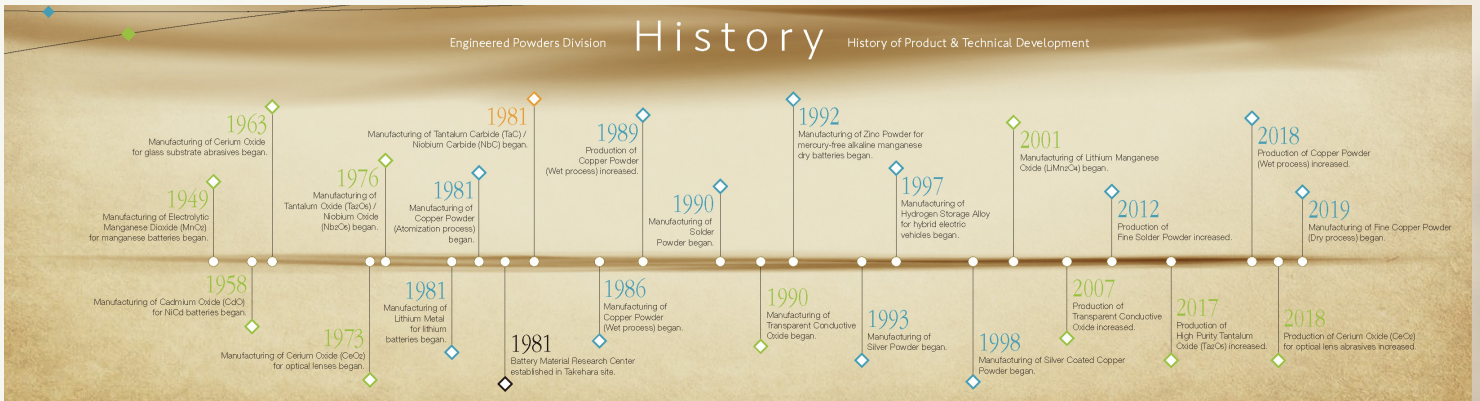 Engineered Powders Division
History
History of Product & Technical Development
1949
Manufacturing of Electrolytic
Manganese Dioxide (MnO₂)
for manganese batteries began.
1958
Manufacturing of Cadmium Oxide (CdO)
for NiCd batteries began.
1963
Manufacturing of Cerium Oxide
for glass substrate abrasives began.
1973
Manufacturing of Cerium Oxide (CeO₂)
for optical lenses began.
1976
Manufacturing of
Tantalum Oxide (Ta₂O₅) /
Niobium Oxide
(Nb₂O₅) began.
1981
Manufacturing of
Lithium Metal
for lithium
batteries began.
1981
Manufacturing of
Copper Powder
(Atomization process)
began.
1981
Battery Material Research Center
established in Takehara site.
1981
Manufacturing of Tantalum Carbide (TaC) /
Niobium Carbide (NbC) began.
1986
Manufacturing of
Copper Powder
(Wet process) began.
1989
Production of
Copper Powder
(Wet process) increased.
1990
Manufacturing of
Solder
Powder began.
1990
Manufacturing of
Transparent Conductive
Oxide began.
1992
Manufacturing of Zinc Powder for
mercury-free alkaline manganese
dry batteries began.
1993
Manufacturing of
Silver Powder began.
1997
Manufacturing of
Hydrogen Storage Alloy
for hybrid electric
vehicles began.
1998
Manufacturing of Silver Coated Copper
Powder began.
2001
Manufacturing of Lithium Manganese
Oxide (LiMn₂O₄) began.
2007
Production of
Transparent Conductive
Oxide increased.
2012
Production of
Fine Solder Powder increased.
2017
Production of
High Purity Tantalum
Oxide (Ta₂O₅) increased.
2018
Production of Copper Powder
(Wet process) increased.
2018
Production of Cerium Oxide (CeO₂)
for optical lens abrasives increased.
2019
Manufacturing of Fine Copper Powder
(Dry process) began.